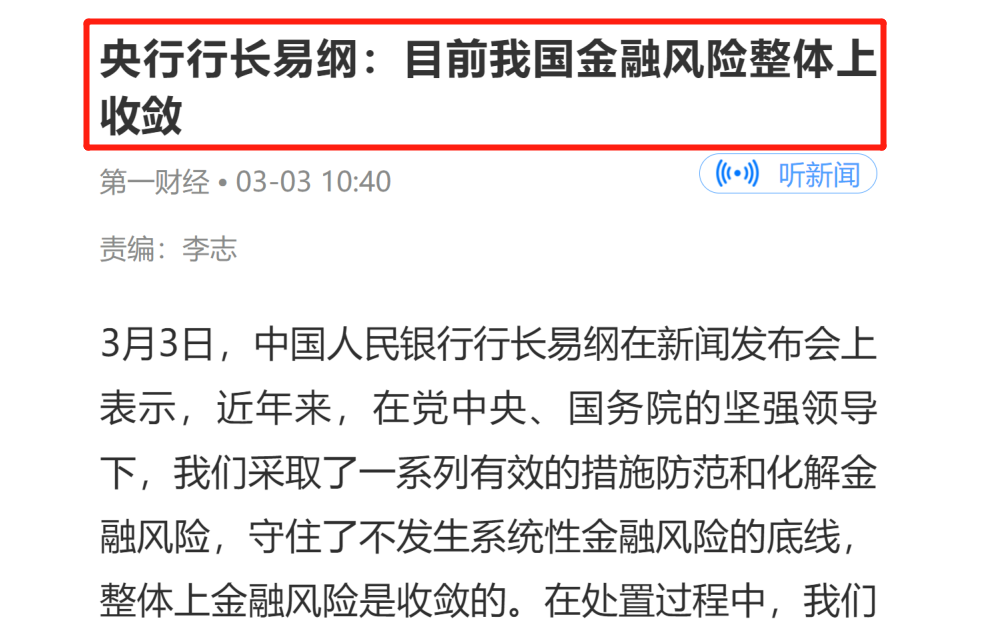 央行行长易纲：目前我国金融风险整体上
收敛
第一财经 • 03-03 10:40
听新闻
责编：李志
3月3日，中国人民银行行长易纲在新闻发布会上
表示，近年来，在党中央、国务院的坚强领导
下，我们采取了一系列有效的措施防范和化解金
融风险，守住了不发生系统性金融风险的底线，
整体上金融风险是收敛的。在处置过程中，我们